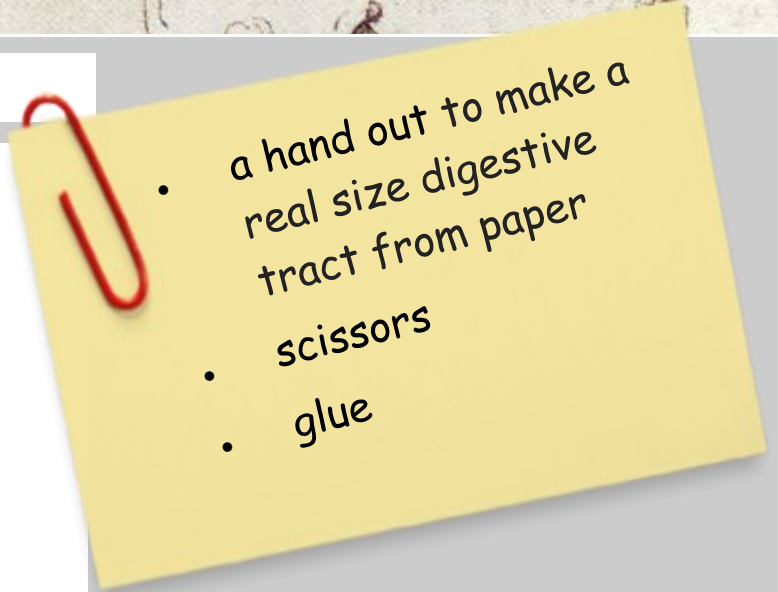 • a hand out to make a
real size digestive
tract from paper
• scissors
• glue